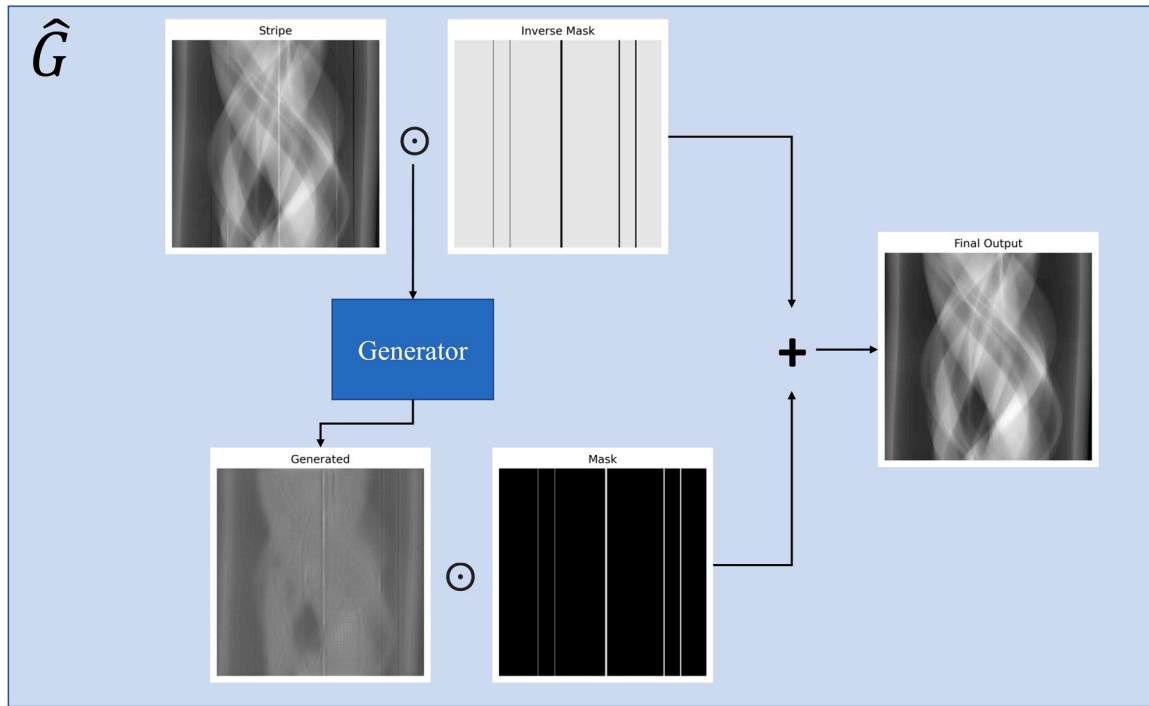 Ĝ
Stripe
Inverse Mask
⊙
Final Output
Generator
+
Generated
Mask
⊙